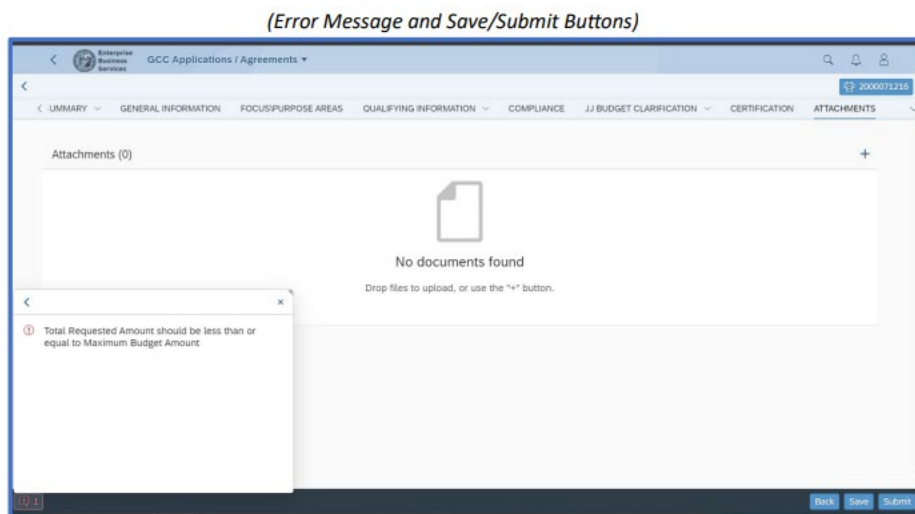 (Error Message and Save/Submit Buttons)
Enterprise
Business
Services
GCC Applications / Agreements
2000071216
UMMARY GENERAL INFORMATION FOCUS\PURPOSE AREAS QUALIFYING INFORMATION COMPLIANCE JJ BUDGET CLARIFICATION CERTIFICATION ATTACHMENTS
Attachments (0)
No documents found
Drop files to upload, or use the "+" button.
Total Requested Amount should be less than or
equal to Maximum Budget Amount
1 Back Save Submit